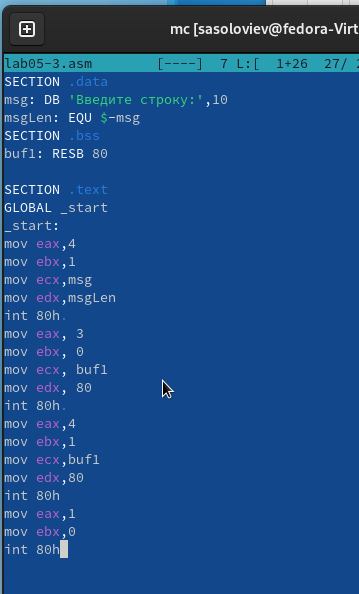 mc [sasoloviev@fedora-Virt
lab05-3.asm [----] 7 L:[ 1+26 27/
SECTION .data
msg: DB 'Введите строку:',10
msgLen: EQU $-msg
SECTION .bss
buf1: RESB 80
SECTION .text
GLOBAL _start
_start:
mov eax,4
mov ebx,1
mov ecx,msg
mov edx,msgLen
int 80h.
mov eax, 3
mov ebx, 0
mov ecx, buf1
mov edx, 80
int 80h.
mov eax,4
mov ebx,1
mov ecx,buf1
mov edx,80
int 80h
mov eax,1
mov ebx,0
int 80h